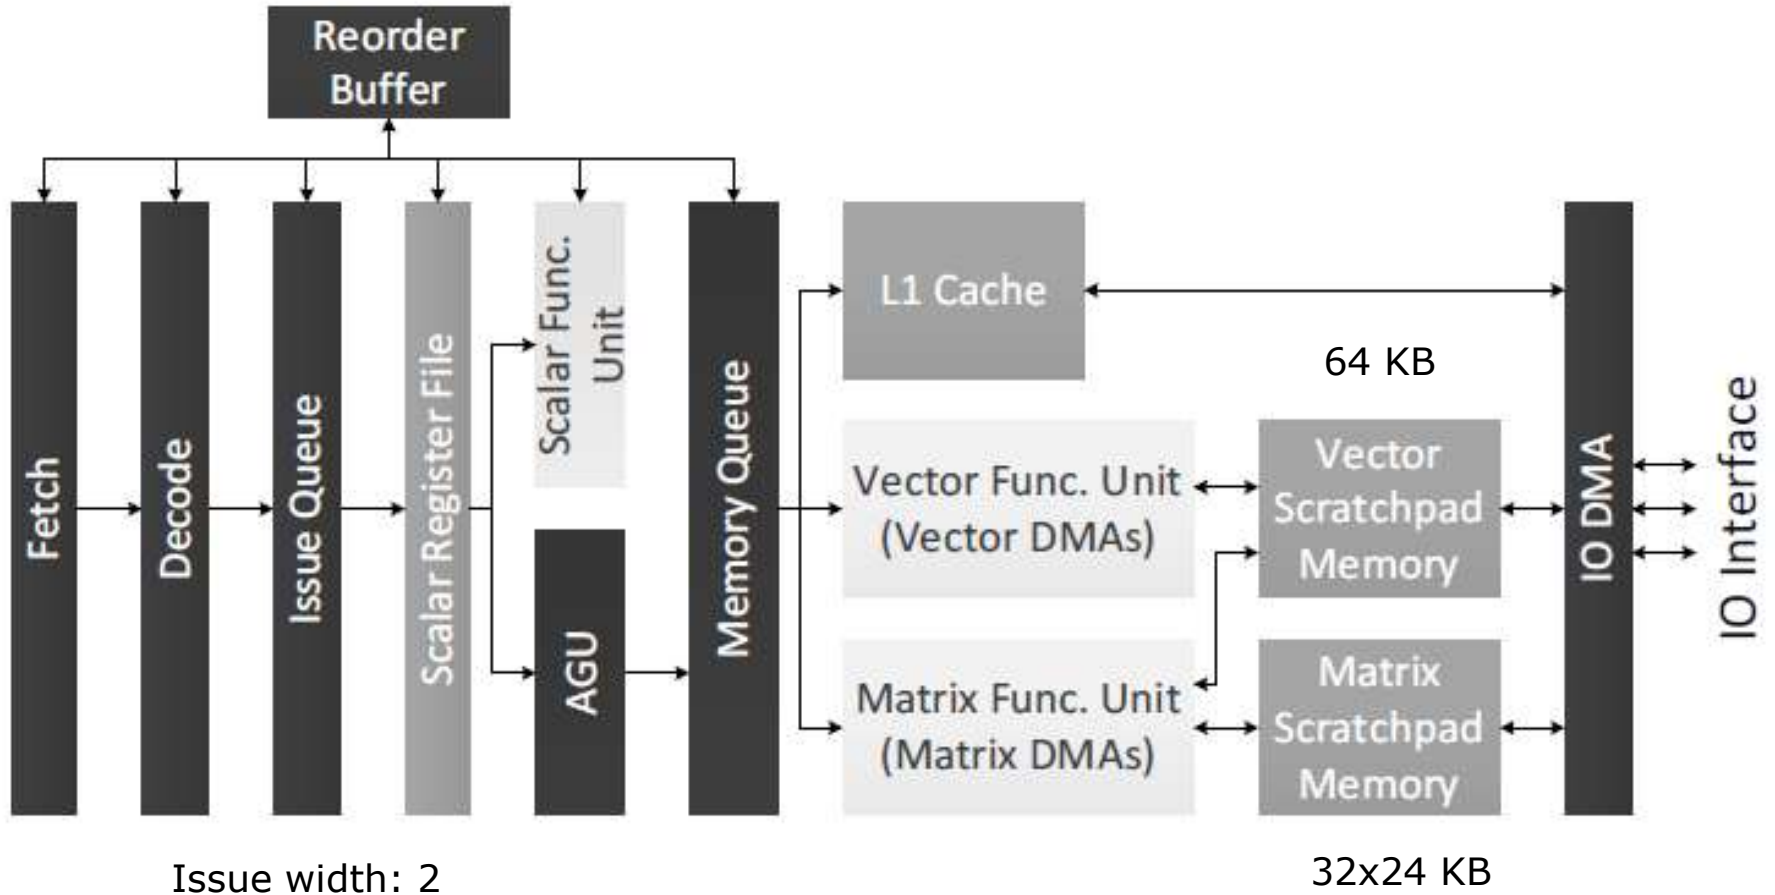 Reorder
Buffer
Fetch
Decode
Issue Queue
Scalar Register File
Scalar Func.
Unit
AGU
Memory Queue
L1 Cache
64 KB
Vector Func. Unit
(Vector DMAs)
Vector
Scratchpad
Memory
Matrix Func. Unit
(Matrix DMAs)
Matrix
Scratchpad
Memory
IO DMA
IO Interface
Issue width: 2
32x24 KB